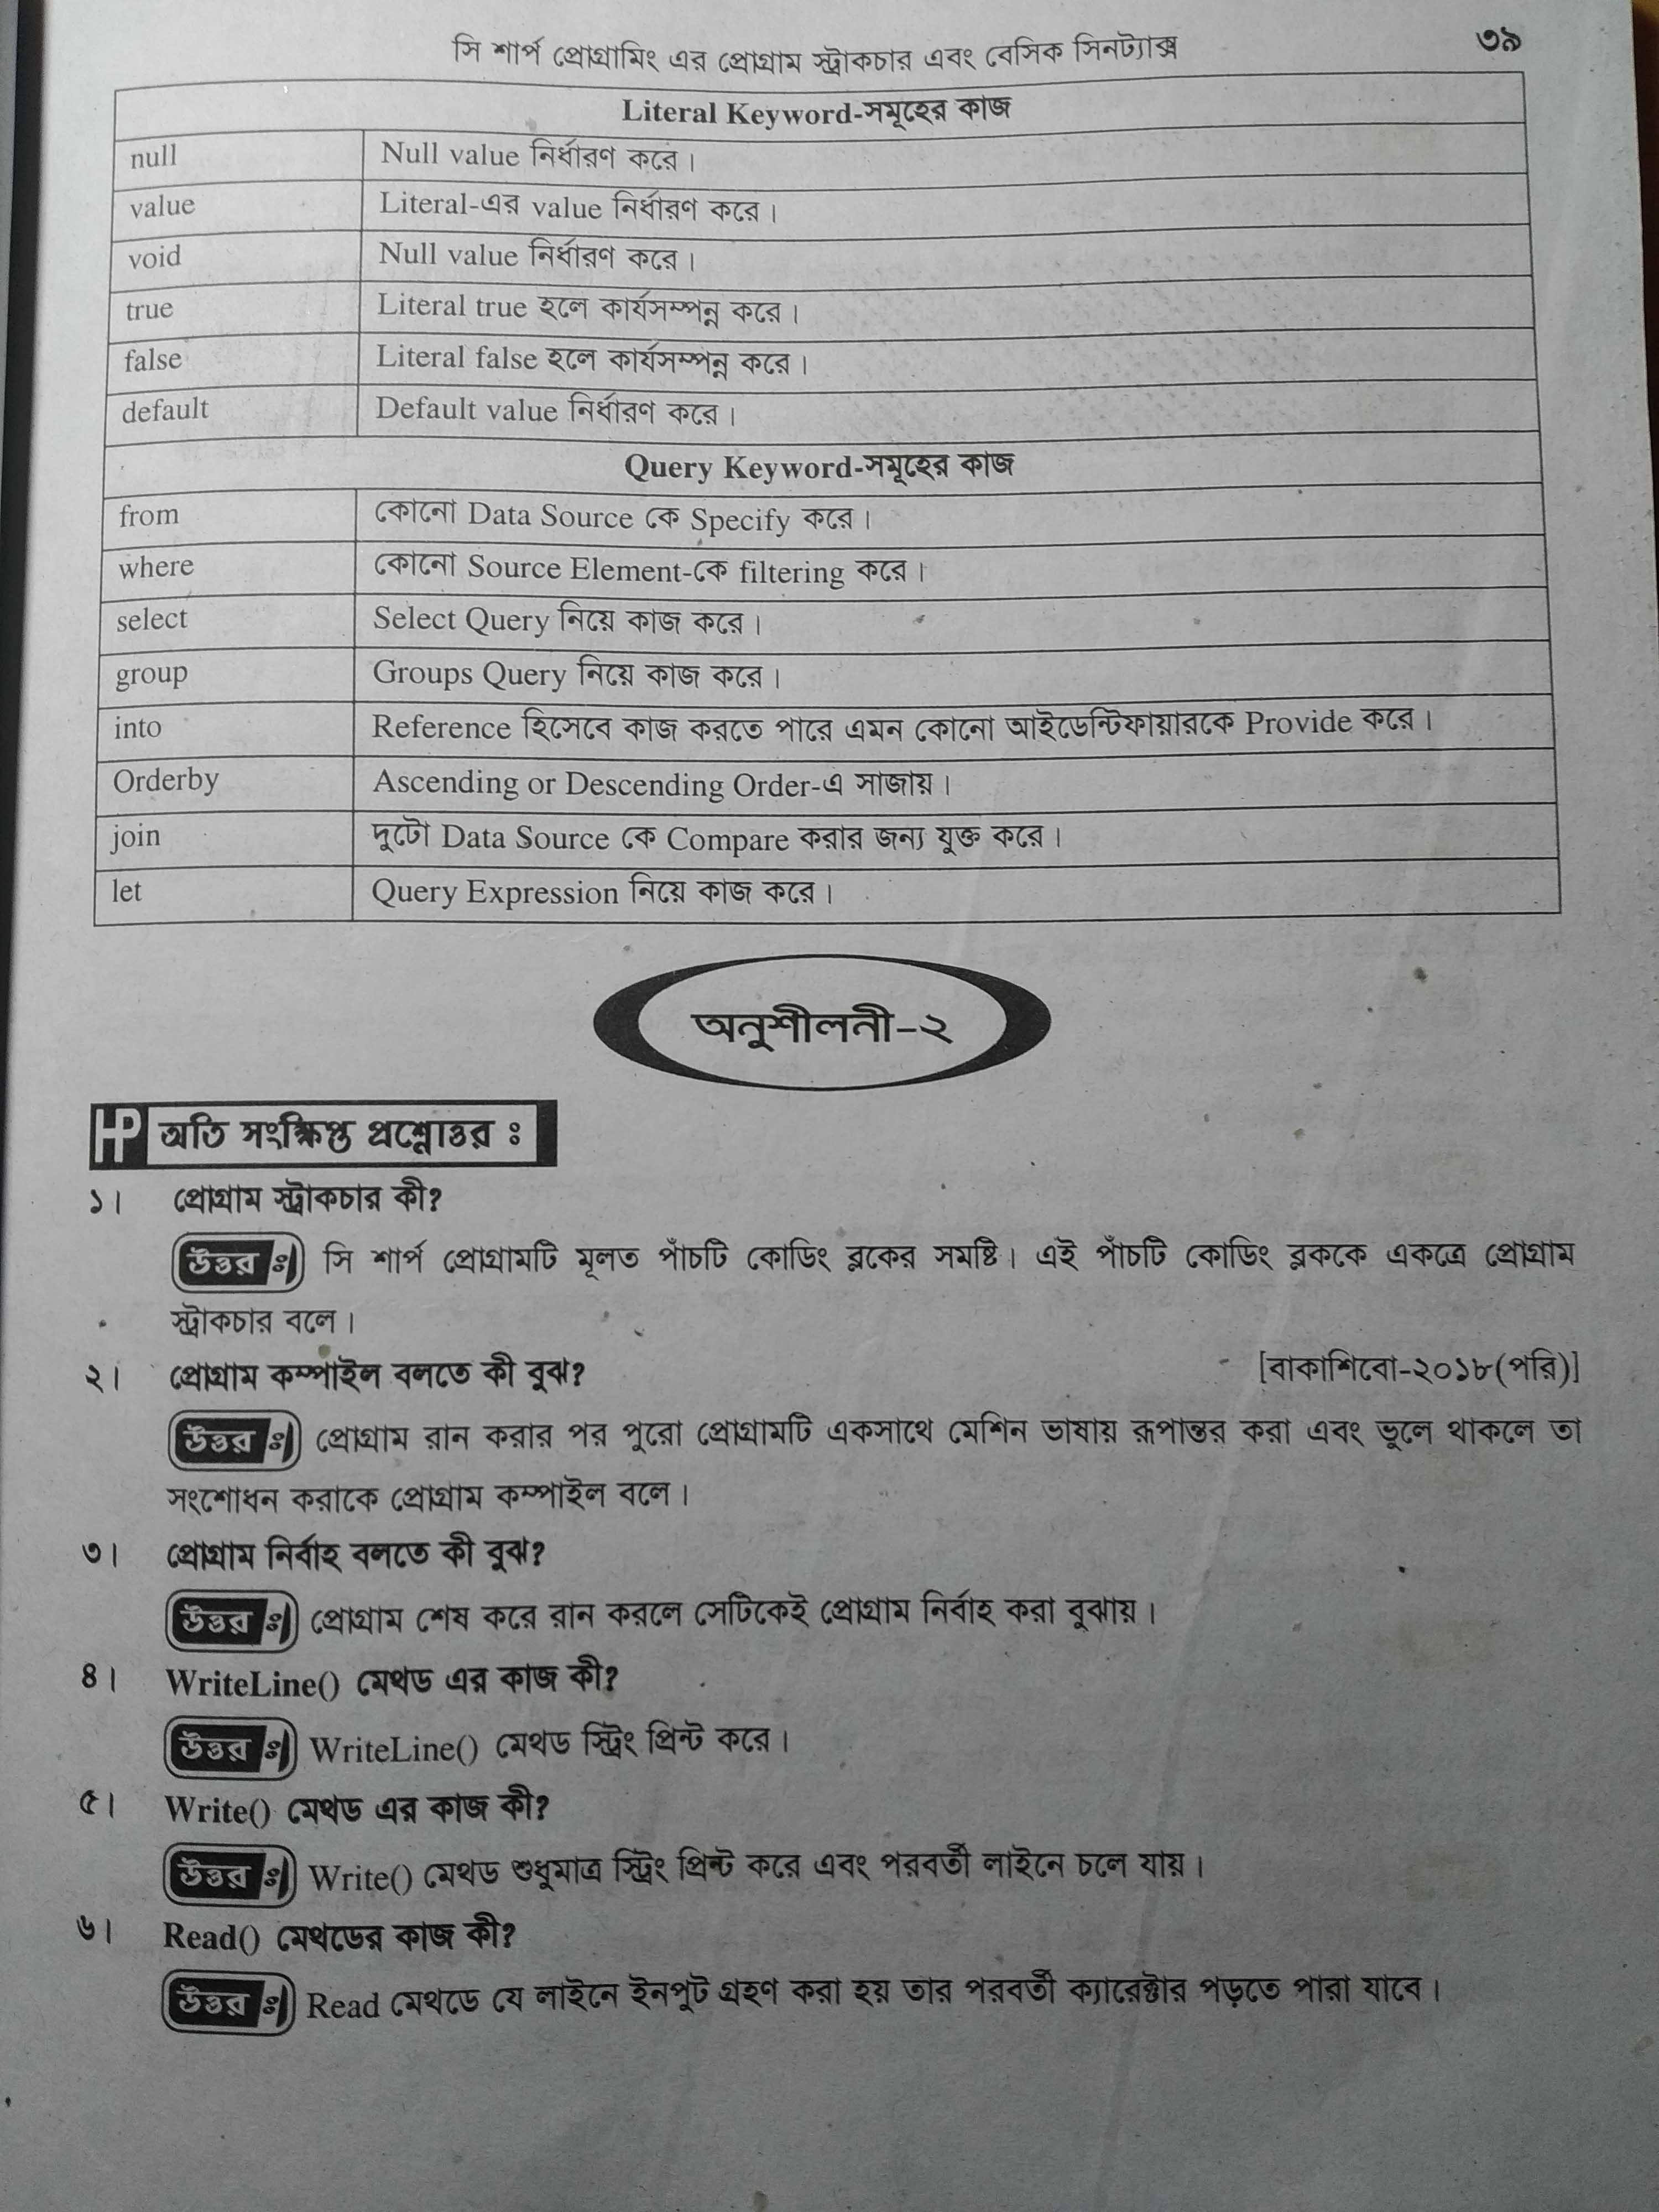 সি শার্প প্রোগ্রামিং এর প্রোগ্রাম স্ট্রাকচার এবং বেসিক সিনট্যাক্স ৩৯
Literal Keyword-সমূহের কাজ
null Null value নির্ধারণ করে।
value Literal-এর value নির্ধারণ করে।
void Null value নির্ধারণ করে।
true Literal true হলে কার্যসম্পন্ন করে।
false Literal false হলে কার্যসম্পন্ন করে।
default Default value নির্ধারণ করে।
Query Keyword-সমূহের কাজ
from কোনো Data Source কে Specify করে।
where কোনো Source Element-কে filtering করে।
select Select Query নিয়ে কাজ করে।
group Groups Query নিয়ে কাজ করে।
into Reference হিসেবে কাজ করতে পারে এমন কোনো আইডেন্টিফায়ারকে Provide করে।
Orderby Ascending or Descending Order-এ সাজায়।
join দুটো Data Source কে Compare করার জন্য যুক্ত করে।
let Query Expression নিয়ে কাজ করে।
অনুশীলনী-২
HP অতি সংক্ষিপ্ত প্রশ্নোত্তর ঃ
১। প্রোগ্রাম স্ট্রাকচার কী?
উত্তর ঃ সি শার্প প্রোগ্রামটি মূলত পাঁচটি কোডিং ব্লকের সমষ্টি। এই পাঁচটি কোডিং ব্লককে একত্রে প্রোগ্রাম
স্ট্রাকচার বলে।
২। প্রোগ্রাম কম্পাইল বলতে কী বুঝ? [বাকাশিবো-২০১৮(পরি)]
উত্তর ঃ প্রোগ্রাম রান করার পর পুরো প্রোগ্রামটি একসাথে মেশিন ভাষায় রূপান্তর করা এবং ভুলে থাকলে তা
সংশোধন করাকে প্রোগ্রাম কম্পাইল বলে।
৩। প্রোগ্রাম নির্বাহ বলতে কী বুঝ?
উত্তর ঃ প্রোগ্রাম শেষ করে রান করলে সেটিকেই প্রোগ্রাম নির্বাহ করা বুঝায়।
৪। WriteLine() মেথড এর কাজ কী?
উত্তর ঃ WriteLine() মেথড স্ট্রিং প্রিন্ট করে।
৫। Write() মেথড এর কাজ কী?
উত্তর ঃ Write() মেথড শুধুমাত্র স্ট্রিং প্রিন্ট করে এবং পরবর্তী লাইনে চলে যায়।
৬। Read() মেথডের কাজ কী?
উত্তর ঃ Read মেথডে যে লাইনে ইনপুট গ্রহণ করা হয় তার পরবর্তী ক্যারেক্টার পড়তে পারা যাবে।